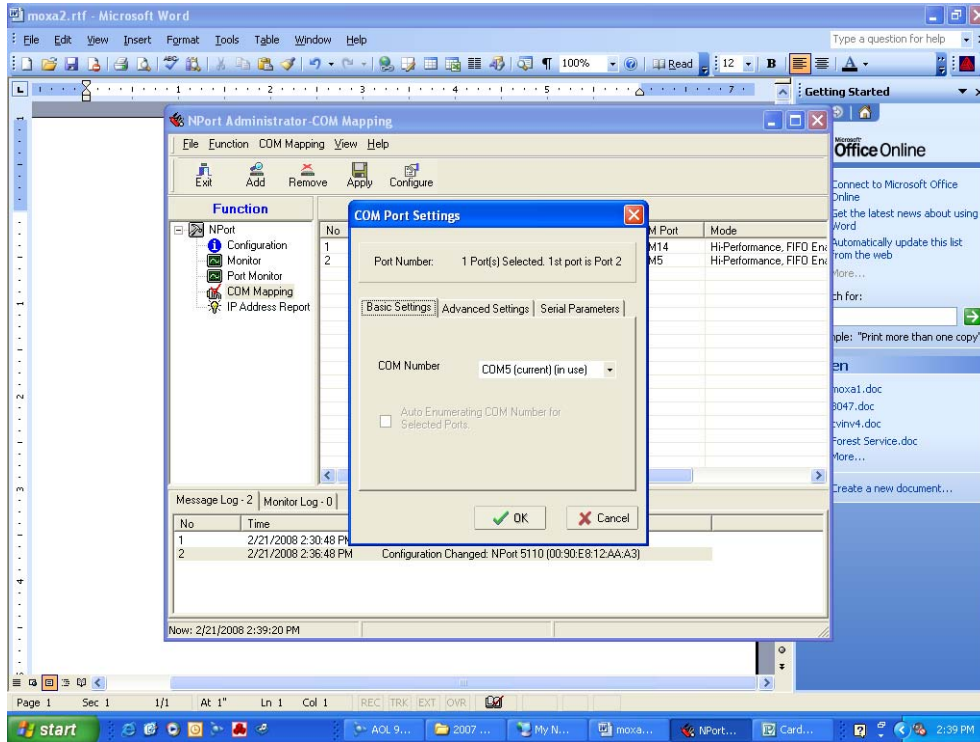 moxa2.rtf - Microsoft Word
File Edit View Insert Format Tools Table Window Help
Type a question for help
100%
Read
12
B
A
1 2 3 4 5 7
Getting Started
Microsoft
Office Online
Connect to Microsoft Office
Online
Get the latest news about using
Word
Automatically update this list
from the web
More...
ch for:
mple: "Print more than one copy"
en
moxa1.doc
8047.doc
cvinv4.doc
Forest Service.doc
More...
Create a new document...
NPort Administrator-COM Mapping
File Function COM Mapping View Help
Exit Add Remove Apply Configure
Function
NPort
Configuration
Monitor
Port Monitor
COM Mapping
IP Address Report
No M Port Mode
1 M14 Hi-Performance, FIFO Ena
2 M5 Hi-Performance, FIFO Ena
COM Port Settings
Port Number: 1 Port(s) Selected. 1st port is Port 2
Basic Settings Advanced Settings Serial Parameters
COM Number COM5 (current) (in use)
Auto Enumerating COM Number for
Selected Ports.
OK Cancel
Message Log - 2 Monitor Log - 0
No Time
1 2/21/2008 2:30:48 PM
2 2/21/2008 2:36:48 PM Configuration Changed: NPort 5110 (00:90:E8:12:AA:A3)
Now: 2/21/2008 2:39:20 PM
Page 1 Sec 1 1/1 At 1" Ln 1 Col 1 REC TRK EXT OVR
start
AOL 9... 2007 ... My N... moxa... NPort... Card...
2:39 PM